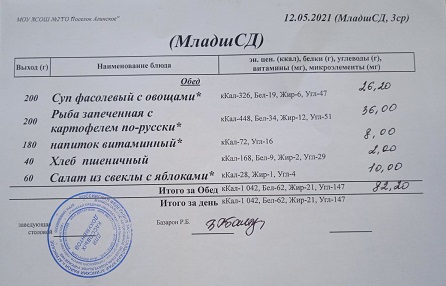 МОУ ВСОШ №2ГО Поселок Агинское"
12.05.2021 (МладшСД, 3ср)
(МладшСД)
Выход (г) Наименование блюда эн. цен. (ккал), белки (г), углеводы (г), витамины (мг), микроэлементы (мг)
Обед
200 Суп фасолевый с овощами* кКал-326, Бел-19, Жир-6, Угл-47 26,20
200 Рыба запеченная с картофелем по-русски* кКал-448, Бел-34, Жир-12, Угл-51 36,00
180 напиток витаминный* кКал-72, Угл-16 8,00
40 Хлеб пшеничный кКал-168, Бел-9, Жир-2, Угл-29 2,00
60 Салат из свеклы с яблоками* кКал-28, Жир-1, Угл-4 10,00
Итого за Обед кКал-1 042, Бел-62, Жир-21, Угл-147 82,20
Итого за день кКал-1 042, Бел-62, Жир-21, Угл-147
заведующая столовой Базарон Р.Б.